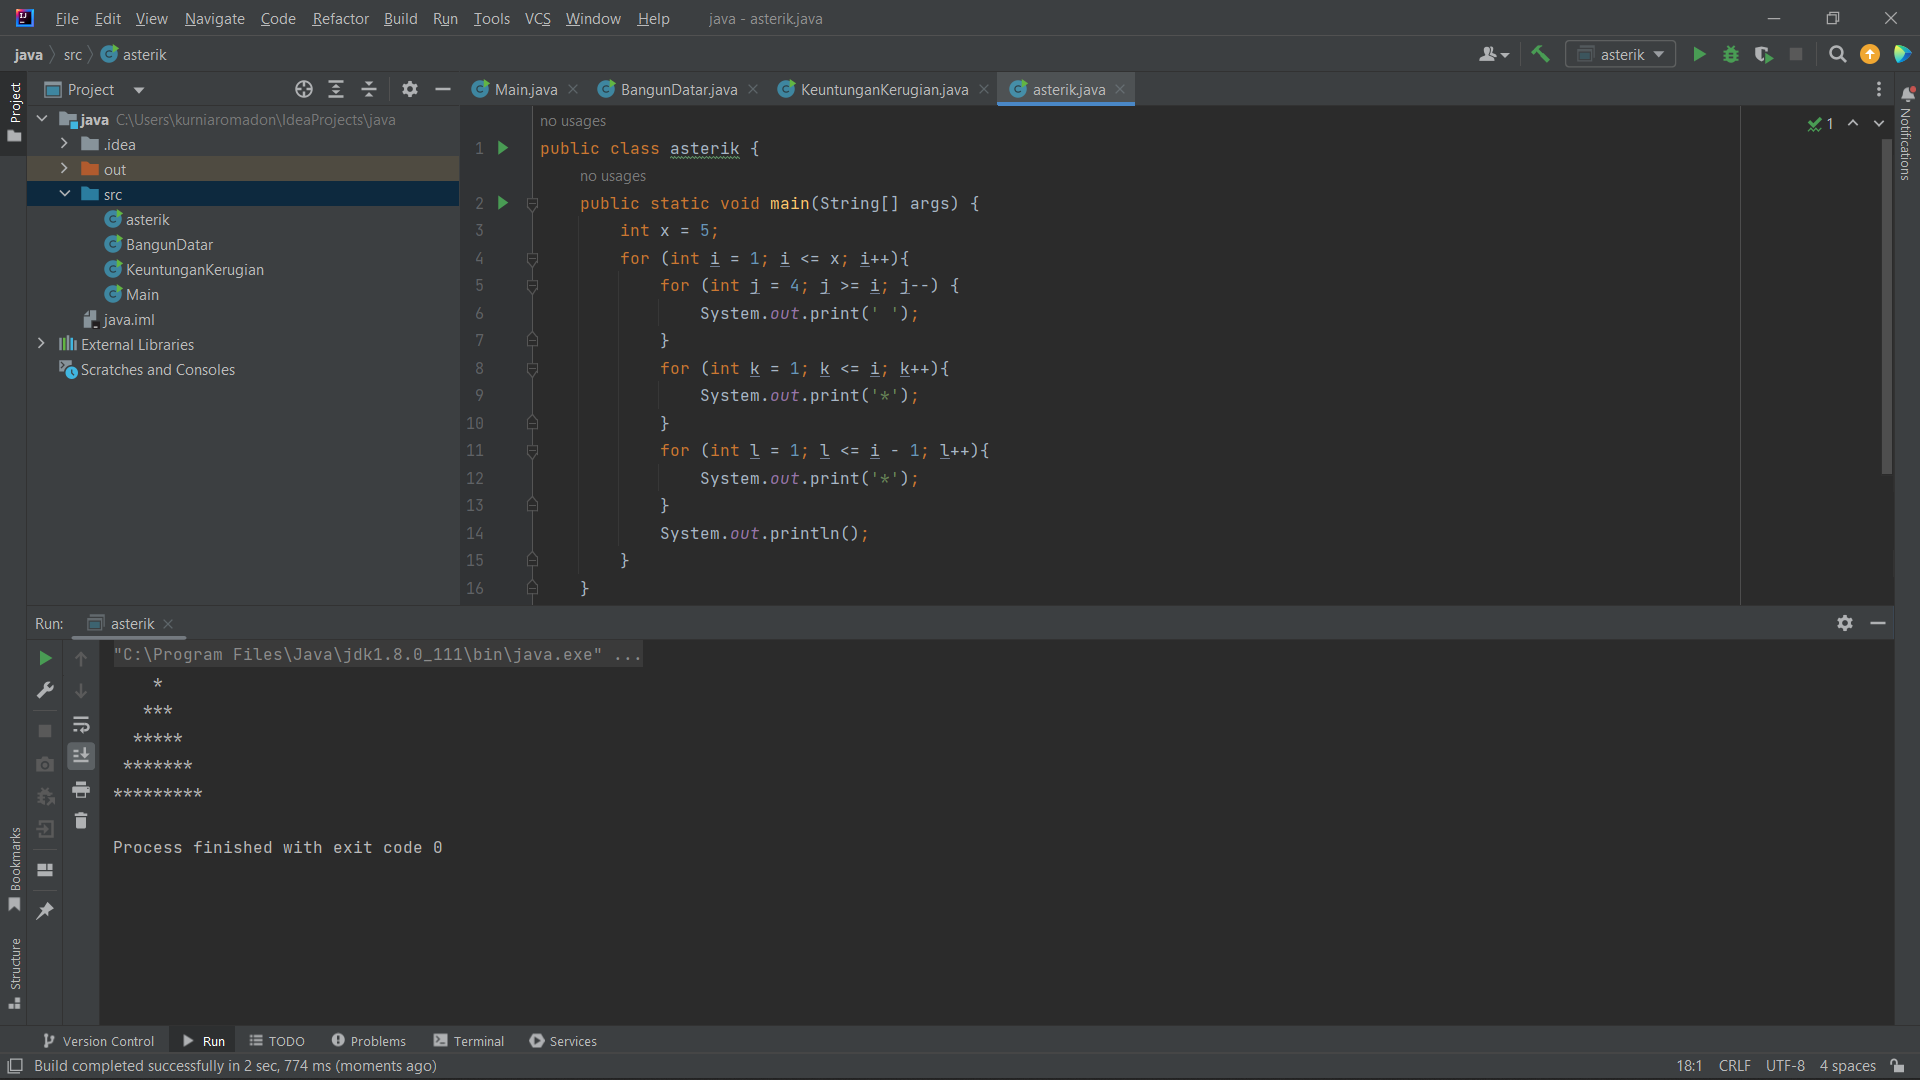 File Edit View Navigate Code Refactor Build Run Tools VCS Window Help java - asterik.java
java src asterik asterik
Project
Project
Main.java BangunDatar.java KeuntunganKerugian.java asterik.java
Notifications
java C:\Users\kurniaromadon\IdeaProjects\java
.idea
out
src
asterik
BangunDatar
KeuntunganKerugian
Main
java.iml
External Libraries
Scratches and Consoles
no usages
1
1 public class asterik {
no usages
2 public static void main(String[] args) {
3 int x = 5;
4 for (int i = 1; i <= x; i++){
5 for (int j = 4; j >= i; j--) {
6 System.out.print(' ');
7 }
8 for (int k = 1; k <= i; k++){
9 System.out.print('*');
10 }
11 for (int l = 1; l <= i - 1; l++){
12 System.out.print('*');
13 }
14 System.out.println();
15 }
16 }
Run: asterik
"C:\Program Files\Java\jdk1.8.0_111\bin\java.exe" ...
    *
   ***
  *****
 *******
*********
Process finished with exit code 0
Bookmarks
Structure
Version Control Run TODO Problems Terminal Services
Build completed successfully in 2 sec, 774 ms (moments ago) 18:1 CRLF UTF-8 4 spaces